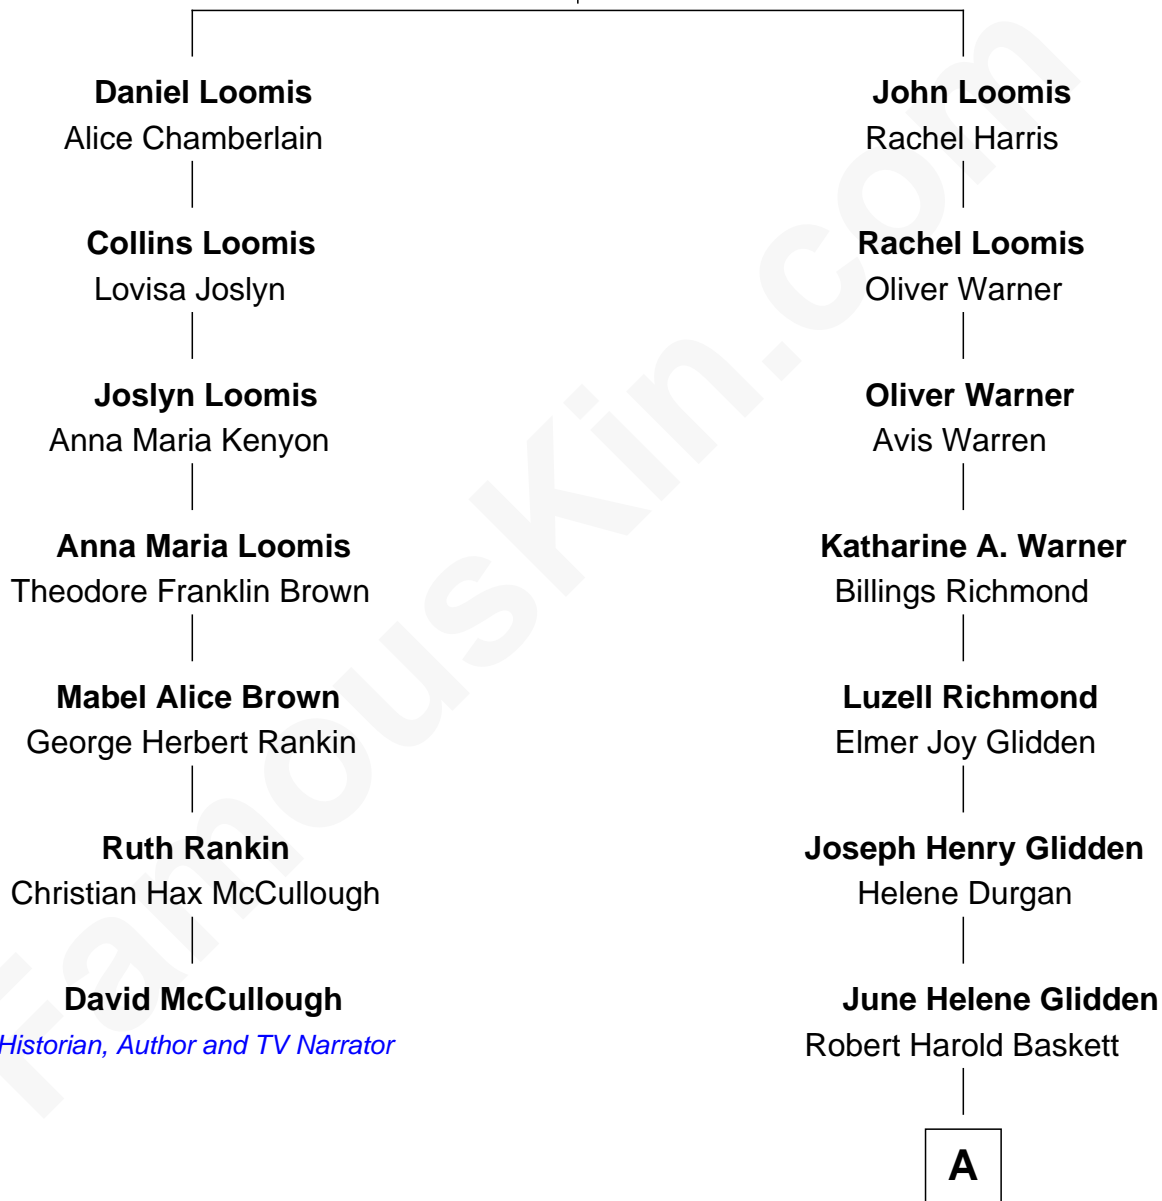 Daniel Loomis
Alice Chamberlain
Collins Loomis
Lovisa Joslyn
Joslyn Loomis
Anna Maria Kenyon
Anna Maria Loomis
Theodore Franklin Brown
Mabel Alice Brown
George Herbert Rankin
Ruth Rankin
Christian Hax McCullough
David McCullough
Historian, Author and TV Narrator
John Loomis
Rachel Harris
Rachel Loomis
Oliver Warner
Oliver Warner
Avis Warren
Katharine A. Warner
Billings Richmond
Luzell Richmond
Elmer Joy Glidden
Joseph Henry Glidden
Helene Durgan
June Helene Glidden
Robert Harold Baskett
A
FamousKin.com